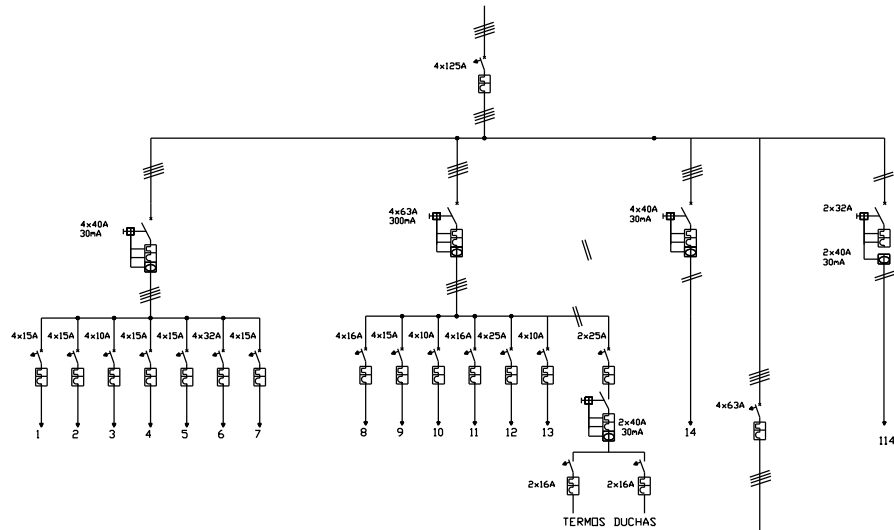 4x125A
4x40A
30mA
4x63A
300mA
4x40A
30mA
2x32A
2x40A
30mA
4x15A 4x15A 4x10A 4x15A 4x15A 4x32A 4x15A
4x16A 4x15A 4x10A 4x16A 4x25A 4x10A 2x25A
4x63A
2x40A
30mA
1 2 3 4 5 6 7 8 9 10 11 12 13 14 114
2x16A 2x16A
TERMOS DUCHAS